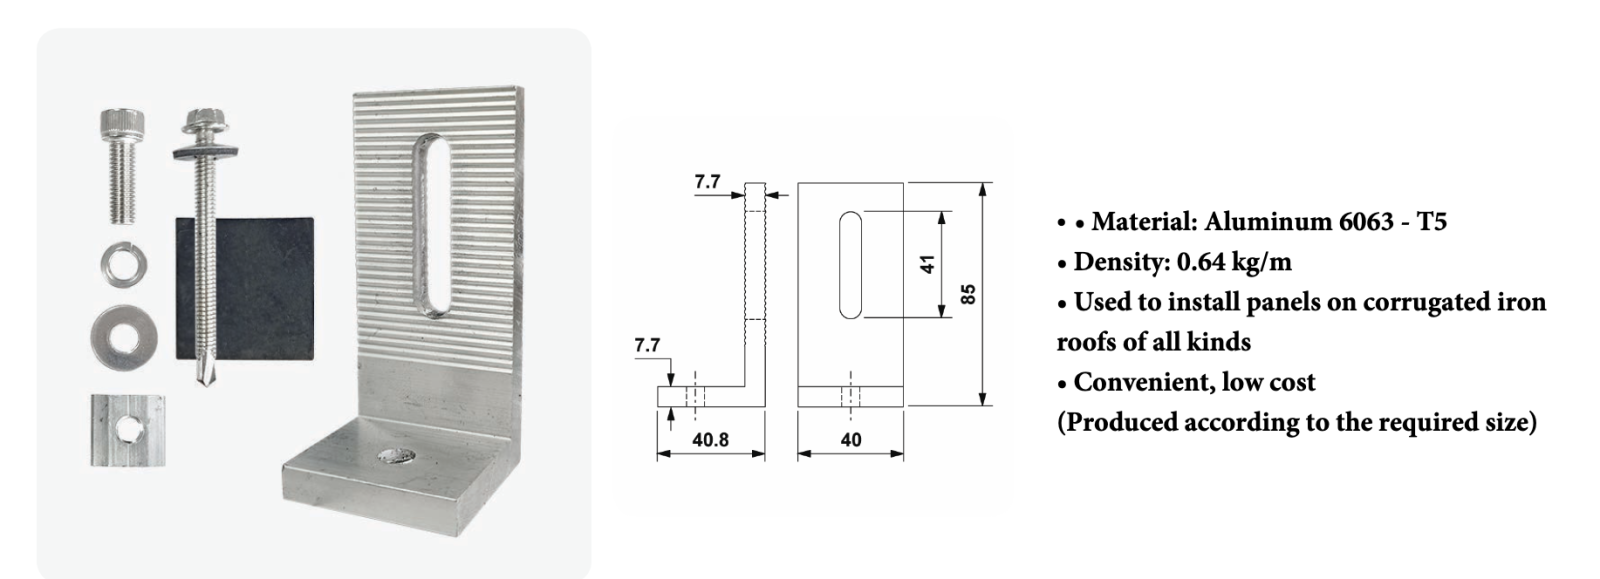 7.7
41
85
7.7
40.8
40
• • Material: Aluminum 6063 - T5
• Density: 0.64 kg/m
• Used to install panels on corrugated iron
roofs of all kinds
• Convenient, low cost
(Produced according to the required size)